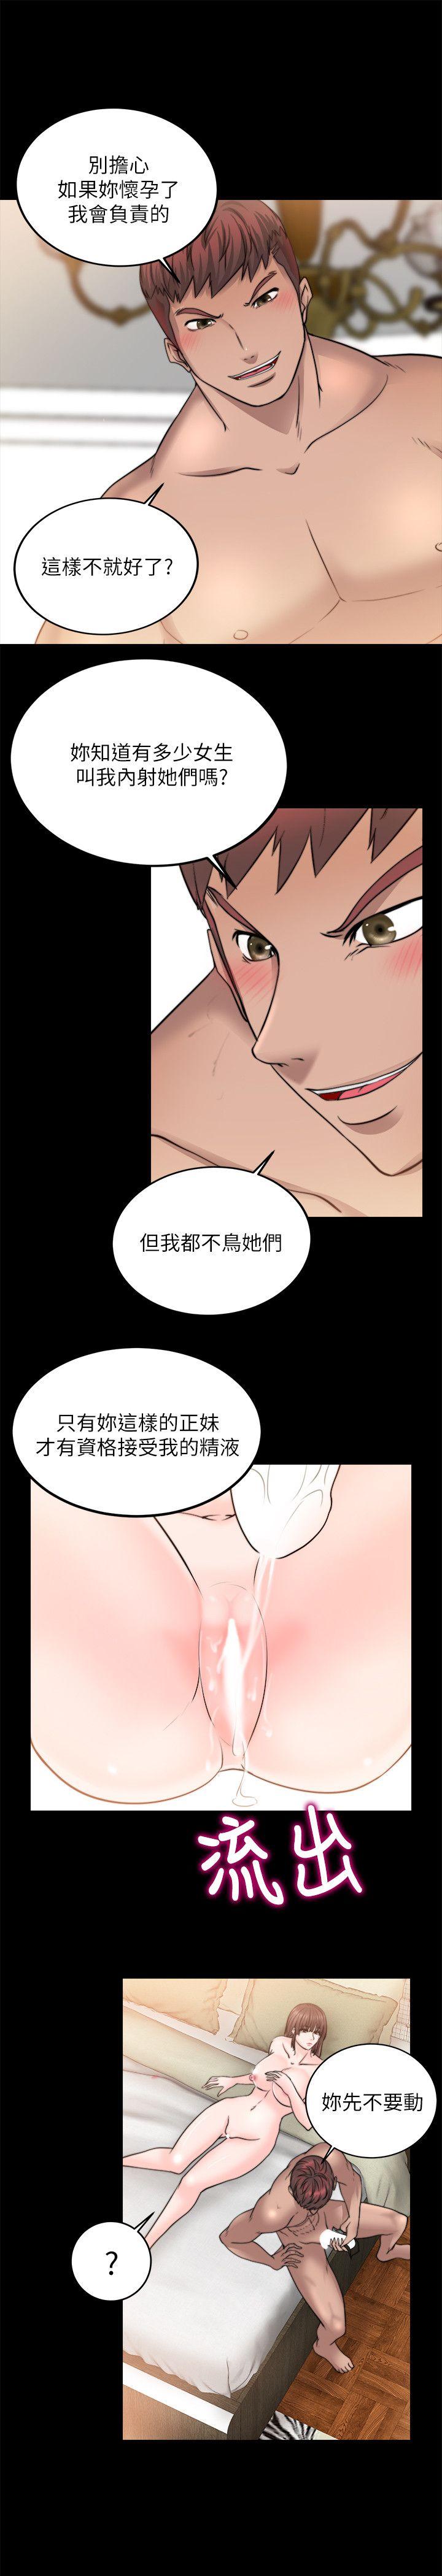 別擔心
如果妳懷孕了
我會負責的
這樣不就好了?
妳知道有多少女生
叫我內射她們嗎?
但我都不鳥她們
只有妳這樣的正妹
才有資格接受我的精液
流出
妳先不要動
?